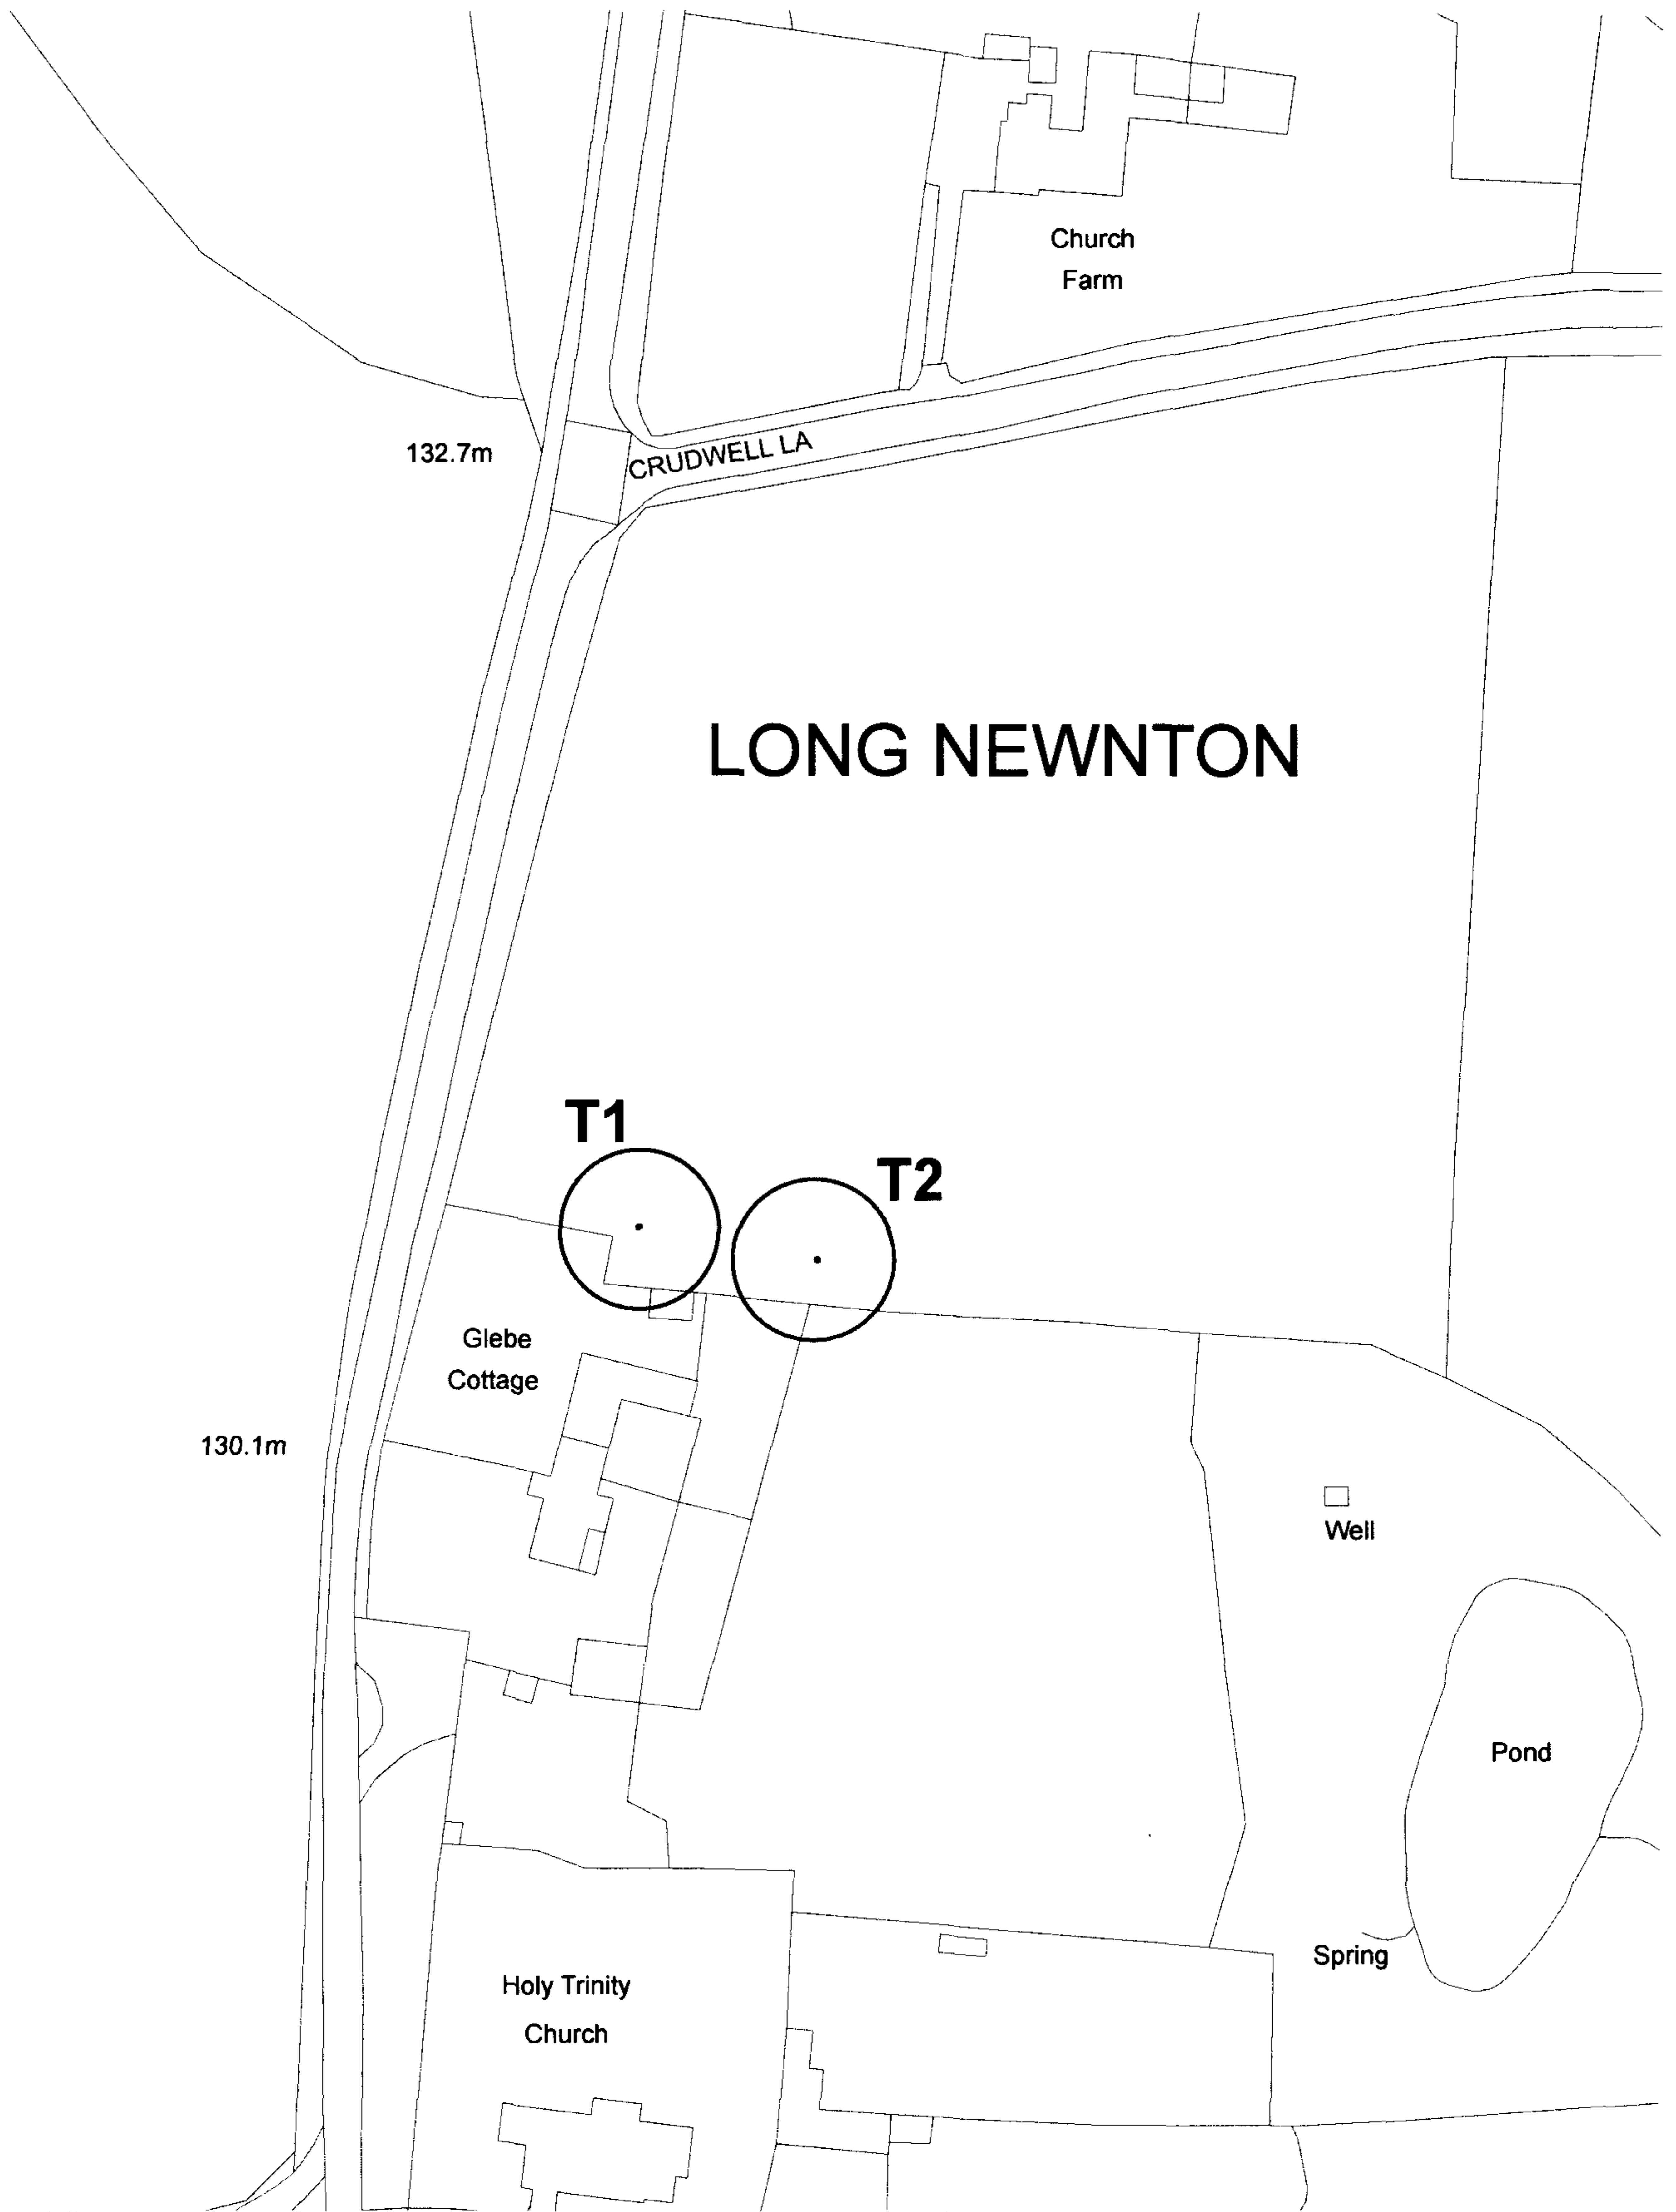 Church
Farm
132.7m
CRUDWELL LA
LONG NEWNTON
T1
T2
Glebe
Cottage
130.1m
Well
Pond
Spring
Holy Trinity
Church